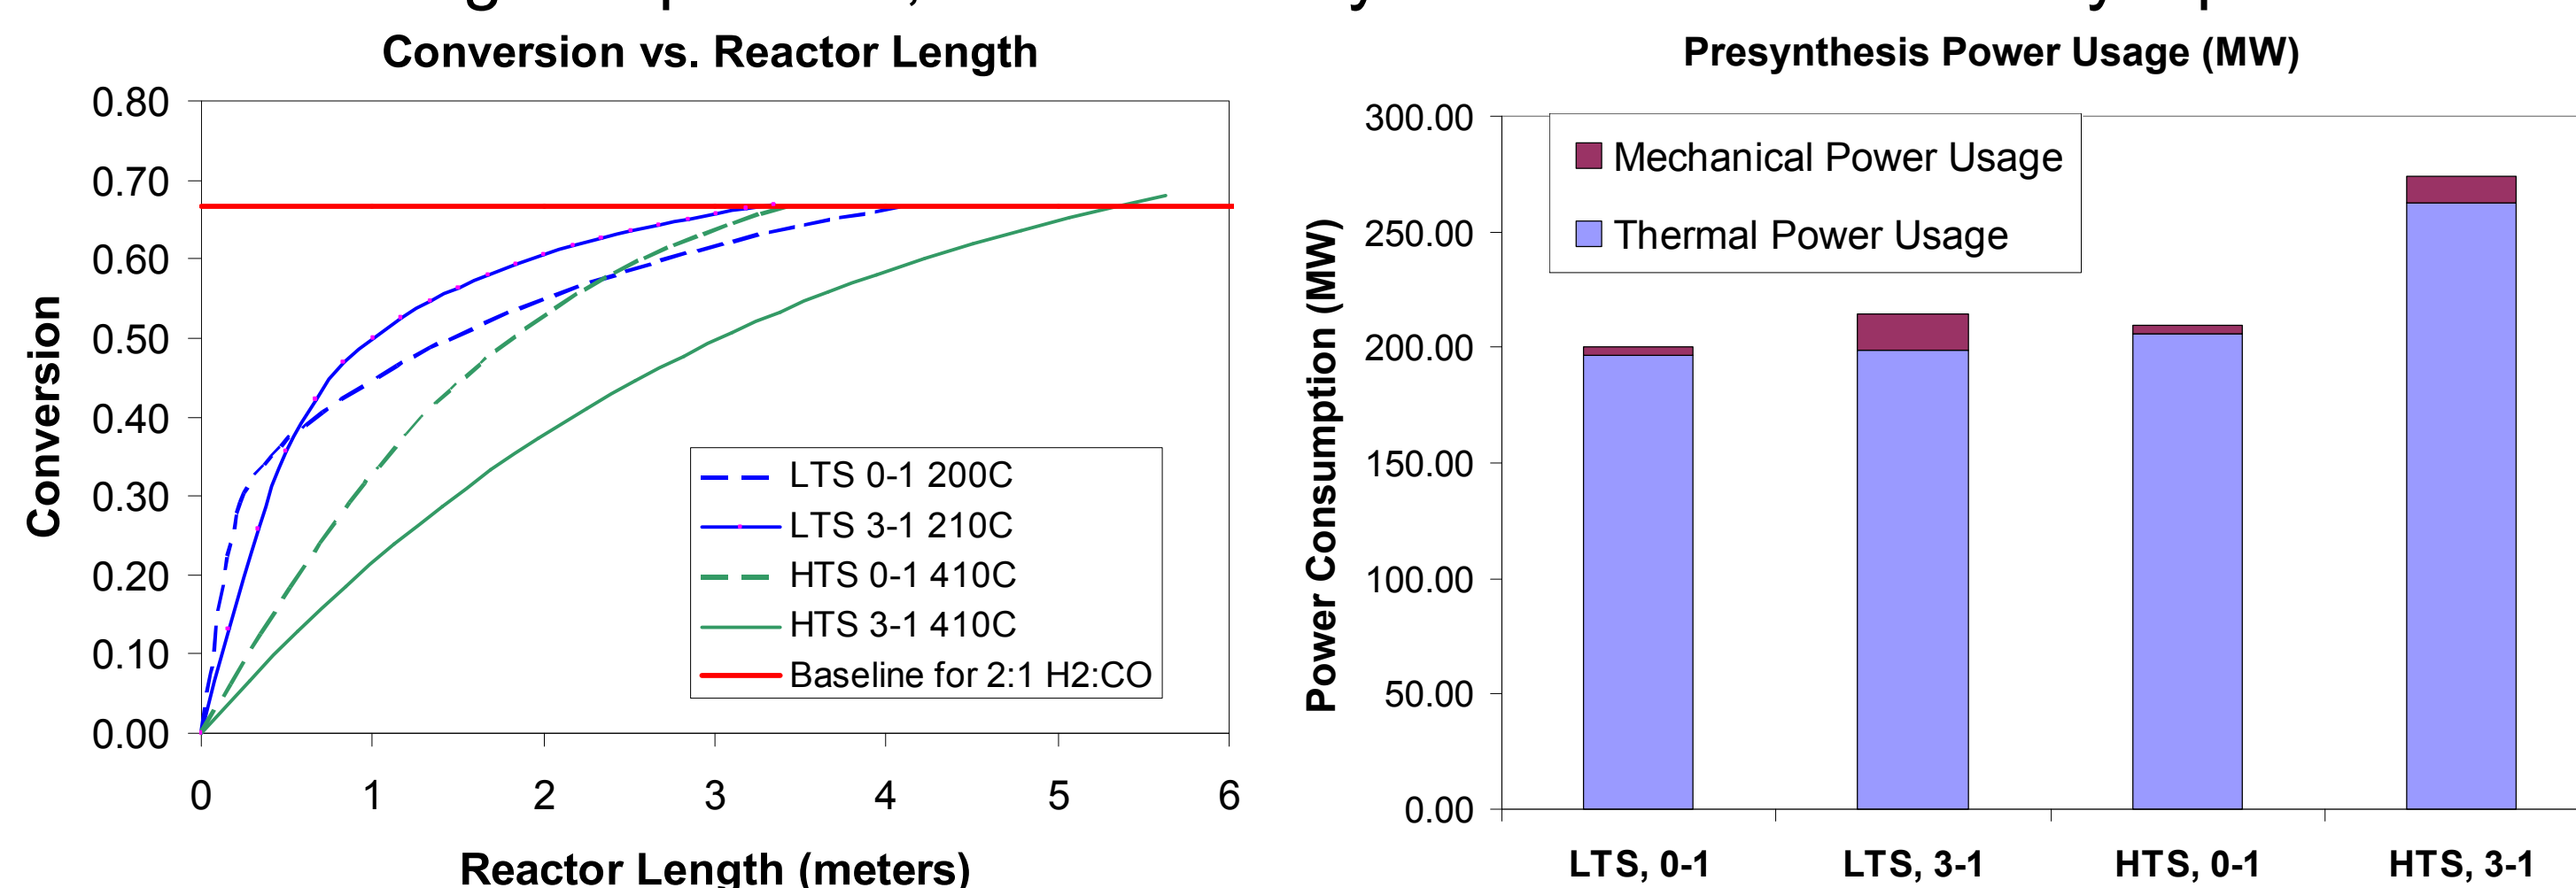 Conversion vs. Reactor Length
0.80
0.70
0.60
0.50
0.40
0.30
0.20
0.10
0.00
Conversion
LTS 0-1 200C
LTS 3-1 210C
HTS 0-1 410C
HTS 3-1 410C
Baseline for 2:1 H2:CO
0 1 2 3 4 5 6
Reactor Length (meters)
Presynthesis Power Usage (MW)
300.00
250.00
200.00
150.00
100.00
50.00
0.00
Power Consumption (MW)
Mechanical Power Usage
Thermal Power Usage
LTS, 0-1 LTS, 3-1 HTS, 0-1 HTS, 3-1